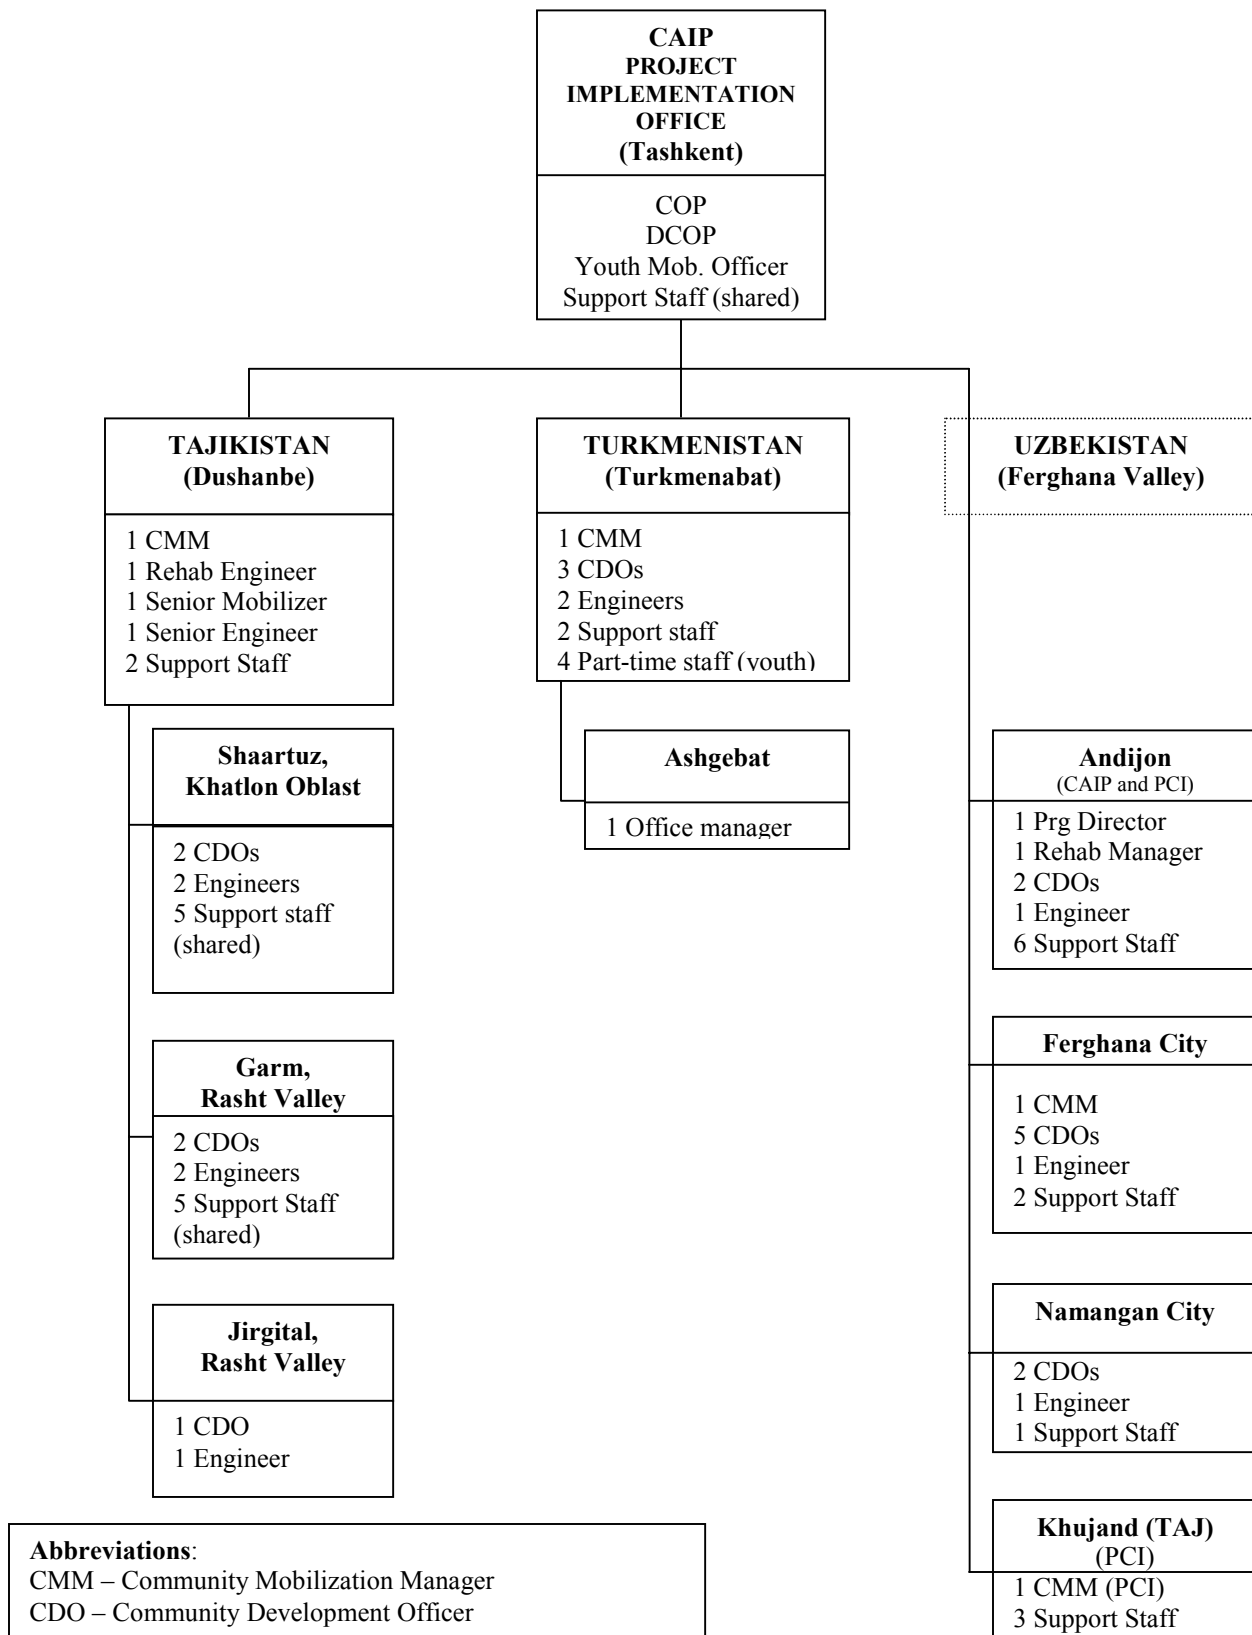 CAIP
PROJECT
IMPLEMENTATION
OFFICE
(Tashkent)
COP
DCOP
Youth Mob. Officer
Support Staff (shared)
TAJIKISTAN
(Dushanbe)
1 CMM
1 Rehab Engineer
1 Senior Mobilizer
1 Senior Engineer
2 Support Staff
Shaartuz,
Khatlon Oblast
2 CDOs
2 Engineers
5 Support staff
(shared)
Garm,
Rasht Valley
2 CDOs
2 Engineers
5 Support Staff
(shared)
Jirgital,
Rasht Valley
1 CDO
1 Engineer
TURKMENISTAN
(Turkmenabat)
1 CMM
3 CDOs
2 Engineers
2 Support staff
4 Part-time staff (youth)
Ashgebat
1 Office manager
UZBEKISTAN
(Ferghana Valley)
Andijon
(CAIP and PCI)
1 Prg Director
1 Rehab Manager
2 CDOs
1 Engineer
6 Support Staff
Ferghana City
1 CMM
5 CDOs
1 Engineer
2 Support Staff
Namangan City
2 CDOs
1 Engineer
1 Support Staff
Khujand (TAJ)
(PCI)
1 CMM (PCI)
3 Support Staff
Abbreviations:
CMM – Community Mobilization Manager
CDO – Community Development Officer